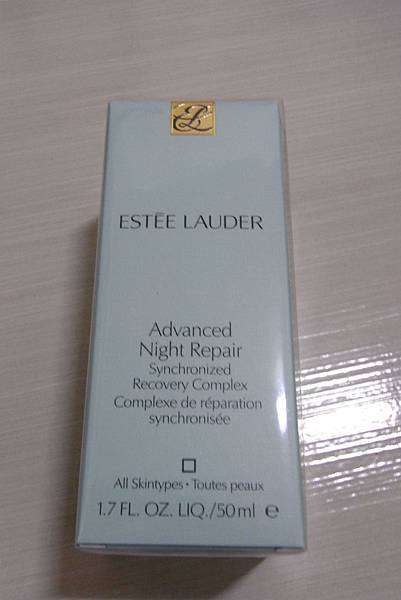 EL
ESTĒE LAUDER
Advanced
Night Repair
Synchronized
Recovery Complex
Complexe de réparation
synchronisée
All Skintypes • Toutes peaux
1.7 FL. OZ. LIQ./50 ml ℮